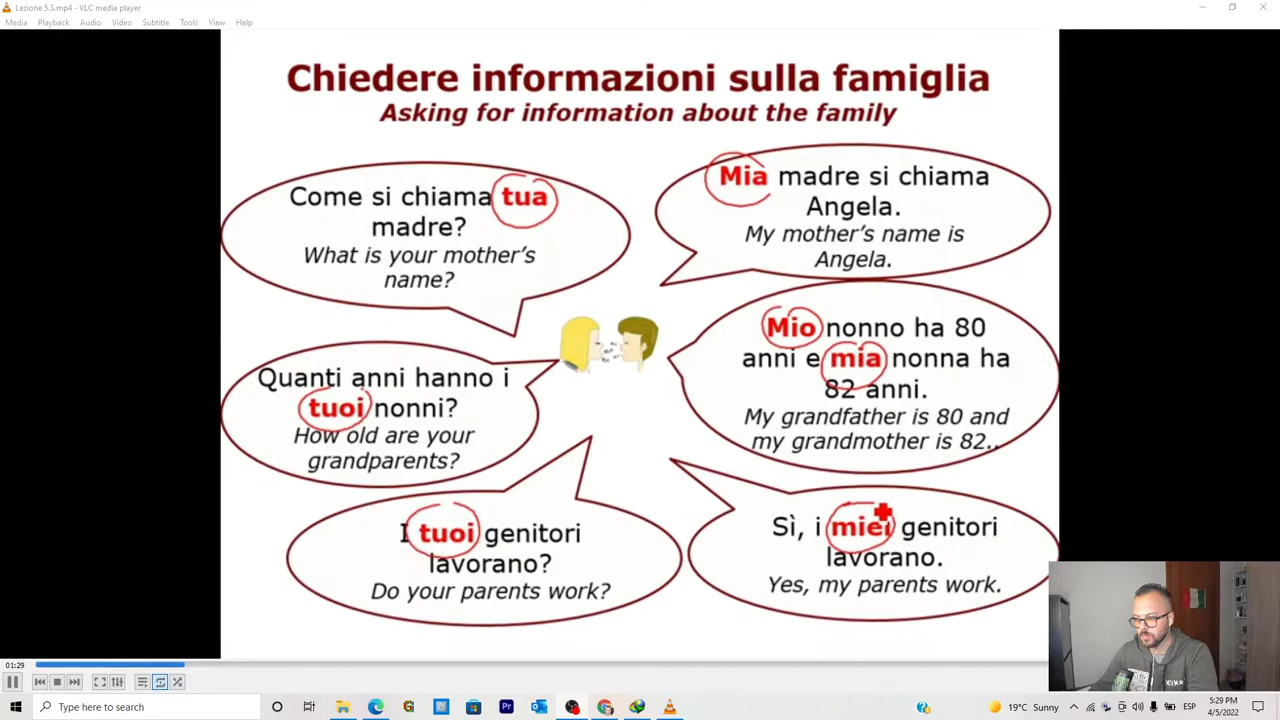 Lezione 5.3.mp4 - VLC media player
Media Playback Audio Video Subtitle Tools View Help
Chiedere informazioni sulla famiglia
Asking for information about the family
Come si chiama tua
madre?
What is your mother's
name?
Mia madre si chiama
Angela.
My mother's name is
Angela.
Quanti anni hanno i
tuoi nonni?
How old are your
grandparents?
Mio nonno ha 80
anni e mia nonna ha
82 anni.
My grandfather is 80 and
my grandmother is 82..
I tuoi genitori
lavorano?
Do your parents work?
Sì, i miei genitori
lavorano.
Yes, my parents work.
01:29
Type here to search
19°C Sunny
ESP
5:29 PM
4/5/2022